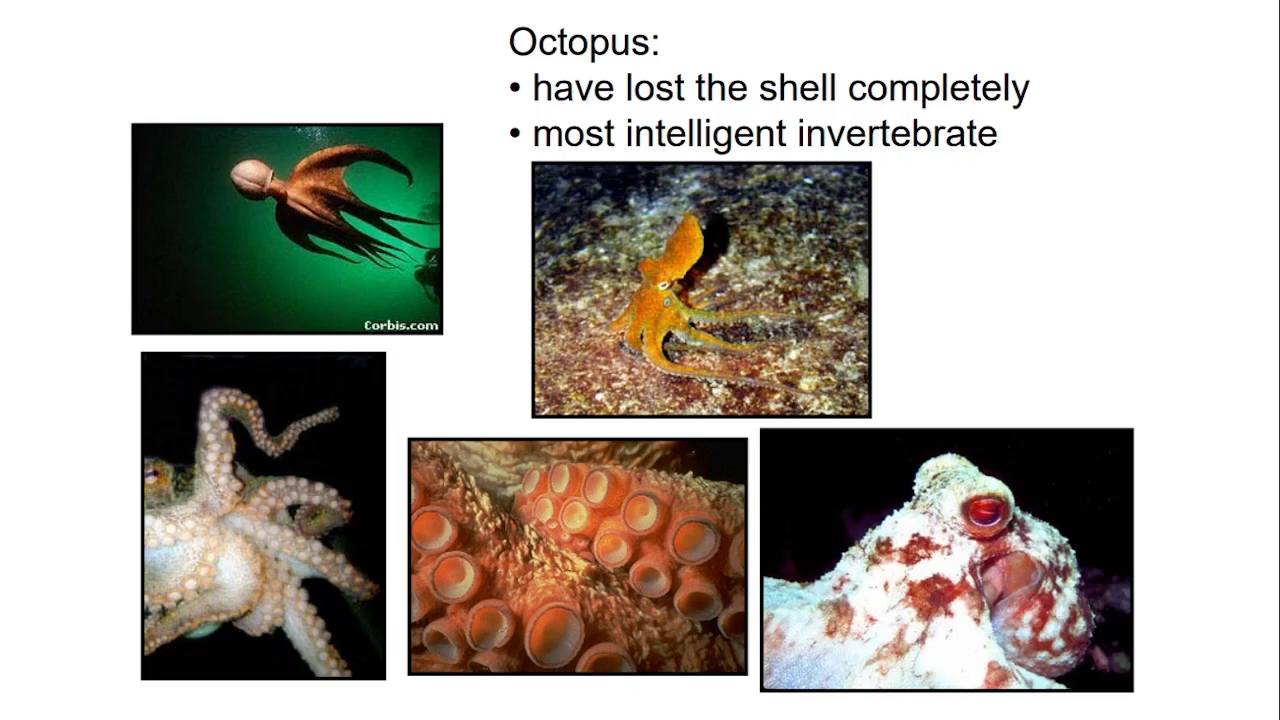 Octopus:
• have lost the shell completely
• most intelligent invertebrate
Corbis.com